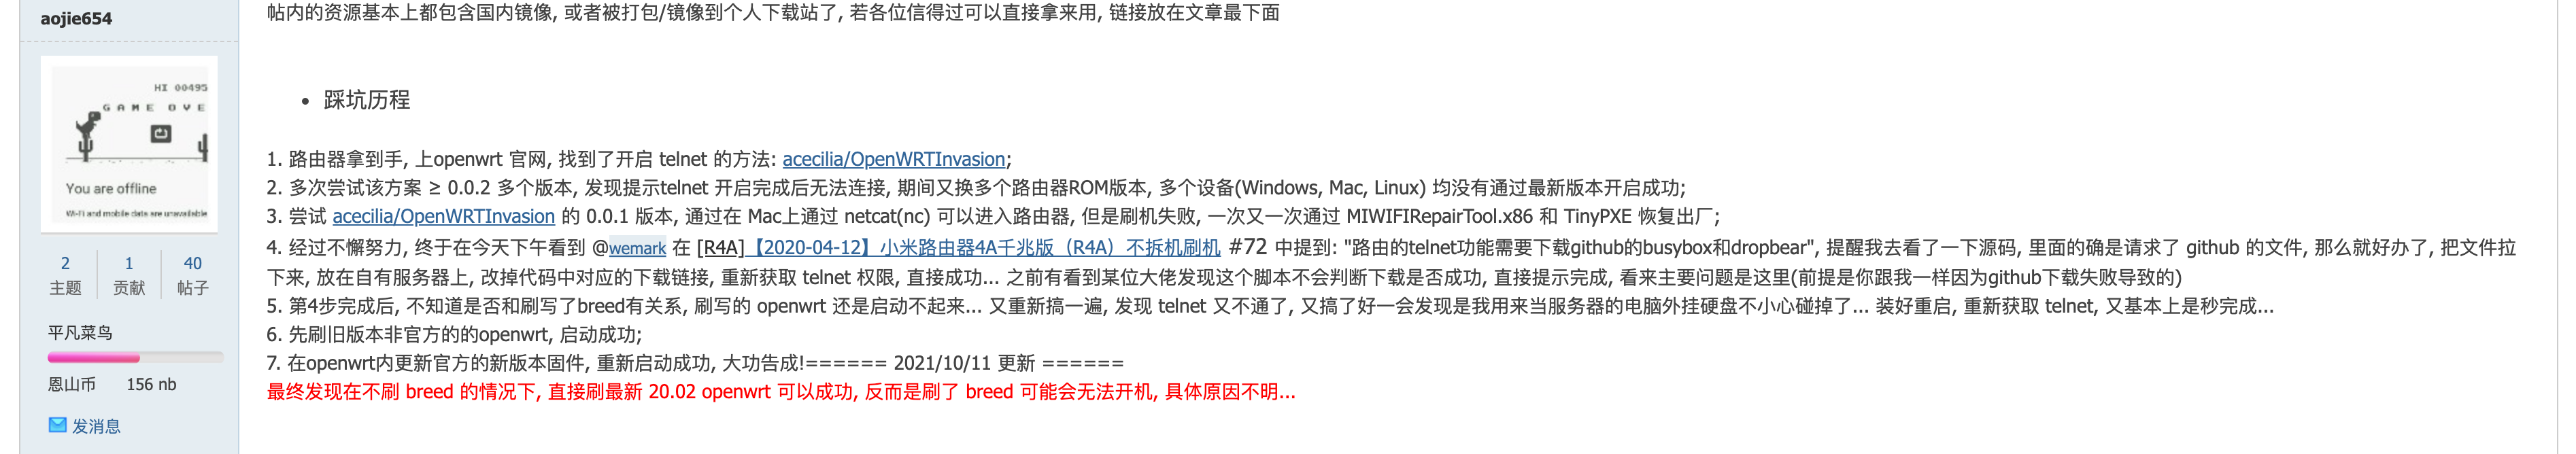 aojie654
帖内的资源基本上都包含国内镜像, 或者被打包/镜像到个人下载站了, 若各位信得过可以直接拿来用, 链接放在文章最下面
HI 00495
GAME OVE
You are offline
Wi-Fi and mobile data are unavailable
2 1 40
主题 贡献 帖子
平凡菜鸟
恩山币 156 nb
发消息
• 踩坑历程
1. 路由器拿到手, 上openwrt 官网, 找到了开启 telnet 的方法: acecilia/OpenWRTInvasion;
2. 多次尝试该方案 ≥ 0.0.2 多个版本, 发现提示telnet 开启完成后无法连接, 期间又换多个路由器ROM版本, 多个设备(Windows, Mac, Linux) 均没有通过最新版本开启成功;
3. 尝试 acecilia/OpenWRTInvasion 的 0.0.1 版本, 通过在 Mac上通过 netcat(nc) 可以进入路由器, 但是刷机失败, 一次又一次通过 MIWIFIRepairTool.x86 和 TinyPXE 恢复出厂;
4. 经过不懈努力, 终于在今天下午看到 @wemark 在 [R4A]【2020-04-12】小米路由器4A千兆版（R4A）不拆机刷机 #72 中提到: "路由的telnet功能需要下载github的busybox和dropbear", 提醒我去看了一下源码, 里面的确是请求了 github 的文件, 那么就好办了, 把文件拉
下来, 放在自有服务器上, 改掉代码中对应的下载链接, 重新获取 telnet 权限, 直接成功... 之前有看到某位大佬发现这个脚本不会判断下载是否成功, 直接提示完成, 看来主要问题是这里(前提是你跟我一样因为github下载失败导致的)
5. 第4步完成后, 不知道是否和刷写了breed有关系, 刷写的 openwrt 还是启动不起来... 又重新搞一遍, 发现 telnet 又不通了, 又搞了好一会发现是我用来当服务器的电脑外挂硬盘不小心碰掉了... 装好重启, 重新获取 telnet, 又基本上是秒完成...
6. 先刷旧版本非官方的的openwrt, 启动成功;
7. 在openwrt内更新官方的新版本固件, 重新启动成功, 大功告成!====== 2021/10/11 更新 ======
最终发现在不刷 breed 的情况下, 直接刷最新 20.02 openwrt 可以成功, 反而是刷了 breed 可能会无法开机, 具体原因不明...